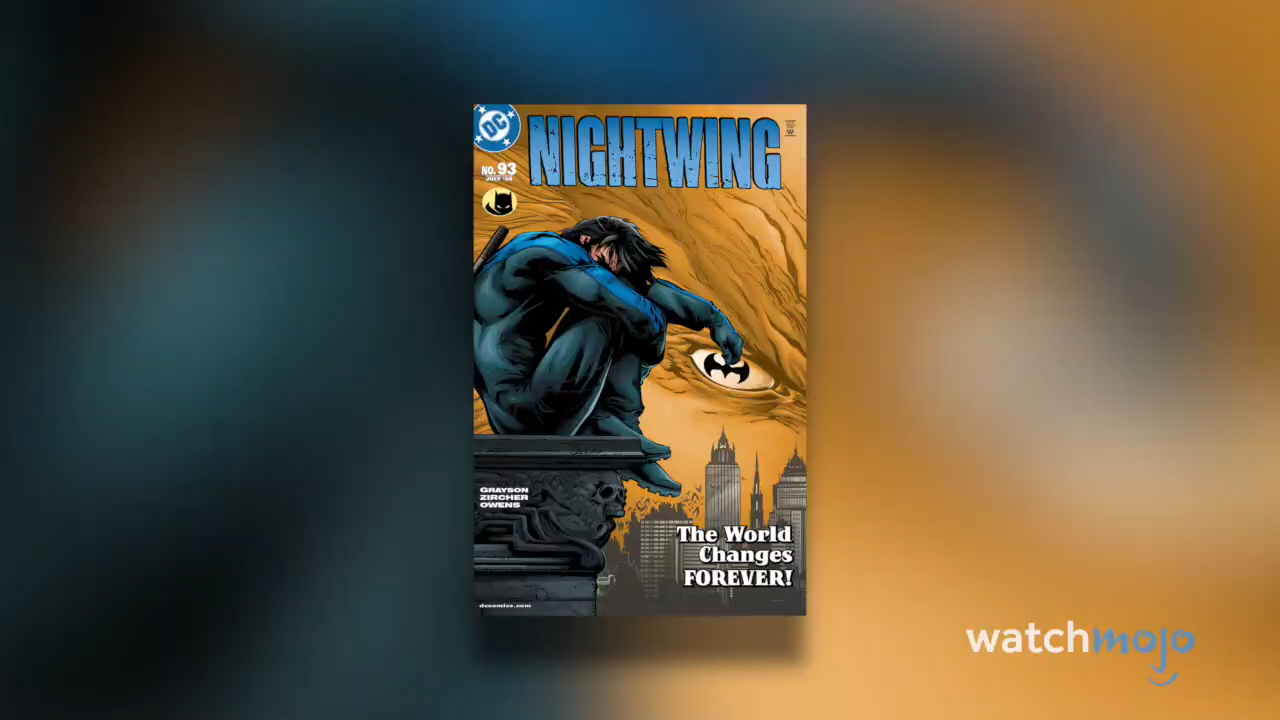 DC
NIGHTWING
NO. 93
JULY '04
GRAYSON
ZIRCHER
OWENS
The World
Changes
FOREVER!
dccomics.com
watchmojo